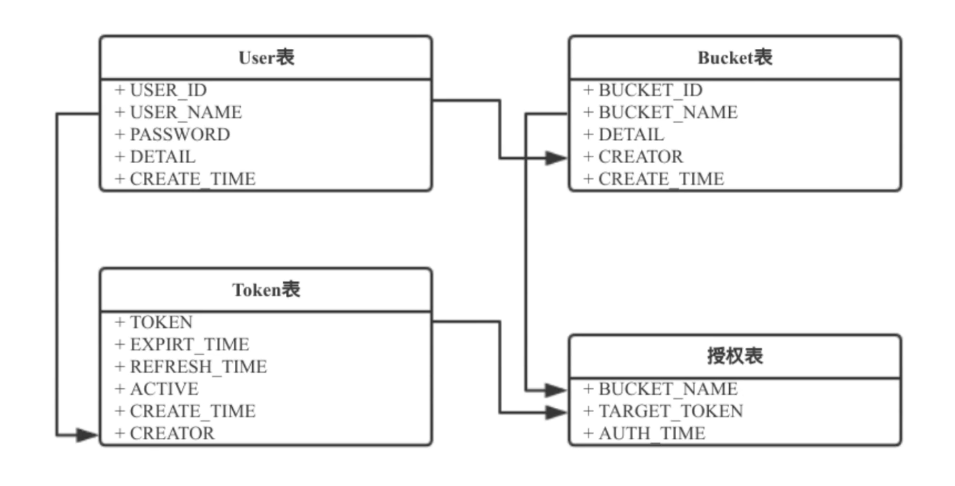 User表
+ USER_ID
+ USER_NAME
+ PASSWORD
+ DETAIL
+ CREATE_TIME
Bucket表
+ BUCKET_ID
+ BUCKET_NAME
+ DETAIL
+ CREATOR
+ CREATE_TIME
Token表
+ TOKEN
+ EXPIRT_TIME
+ REFRESH_TIME
+ ACTIVE
+ CREATE_TIME
+ CREATOR
授权表
+ BUCKET_NAME
+ TARGET_TOKEN
+ AUTH_TIME